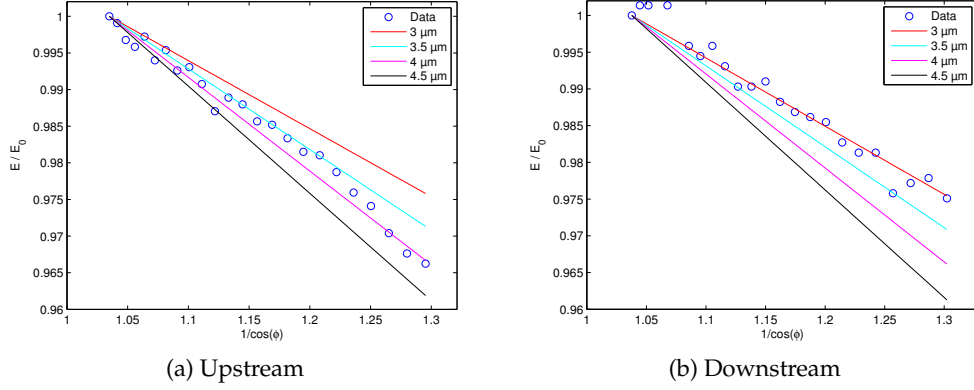 1
0.995
0.99
0.985
0.98
0.975
0.97
0.965
0.96
E / E₀
1 1.05 1.1 1.15 1.2 1.25 1.3
1/cos(ϕ)
Data
3 µm
3.5 µm
4 µm
4.5 µm
(a) Upstream
1
0.995
0.99
0.985
0.98
0.975
0.97
0.965
0.96
E / E₀
1 1.05 1.1 1.15 1.2 1.25 1.3
1/cos(ϕ)
Data
3 µm
3.5 µm
4 µm
4.5 µm
(b) Downstream